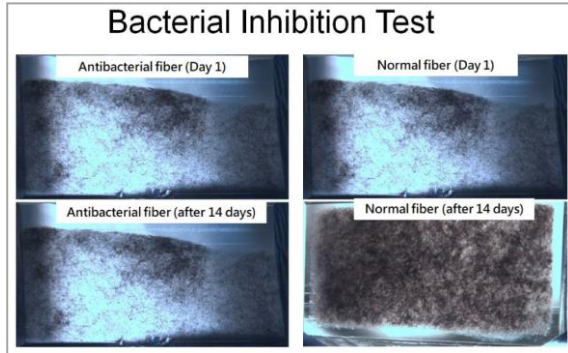 Bacterial Inhibition Test
Antibacterial fiber (Day 1)
Normal fiber (Day 1)
Antibacterial fiber (after 14 days)
Normal fiber (after 14 days)